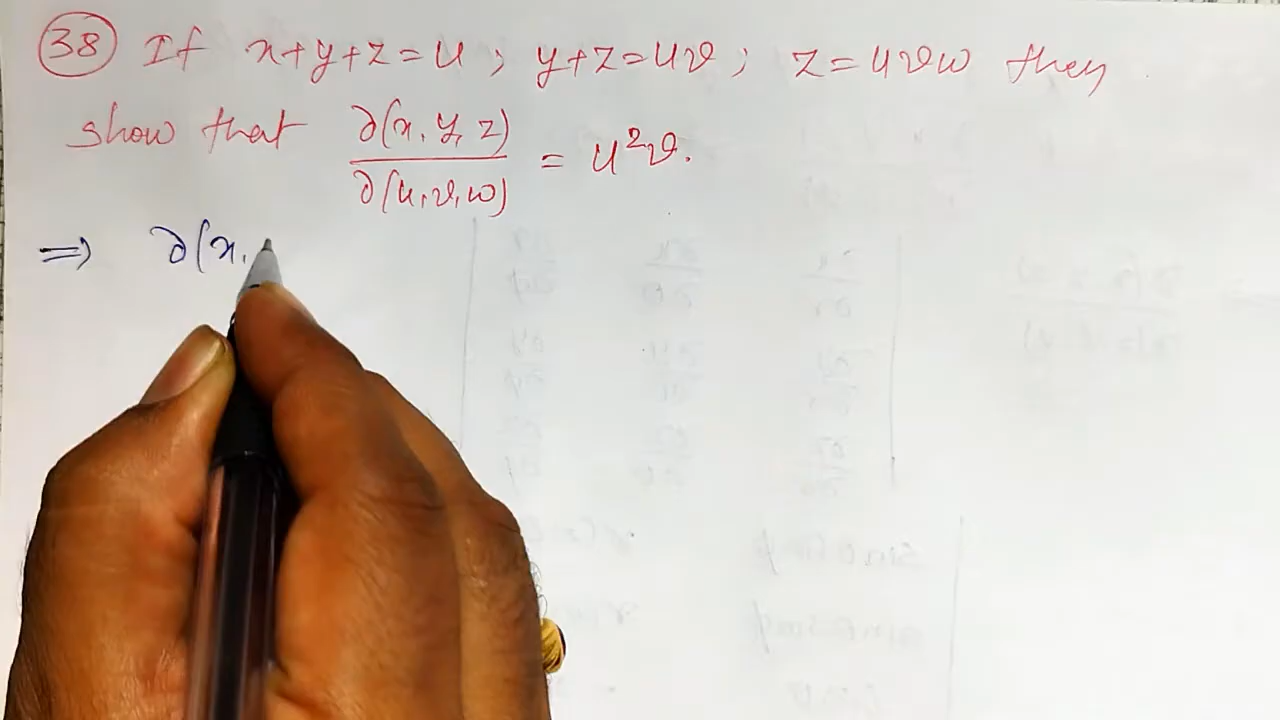 38 If x+y+z=u ; y+z=uv ; z=uvw then
show that ∂(x, y, z)/∂(u,v,w) = u²v.
⇒ ∂(x,